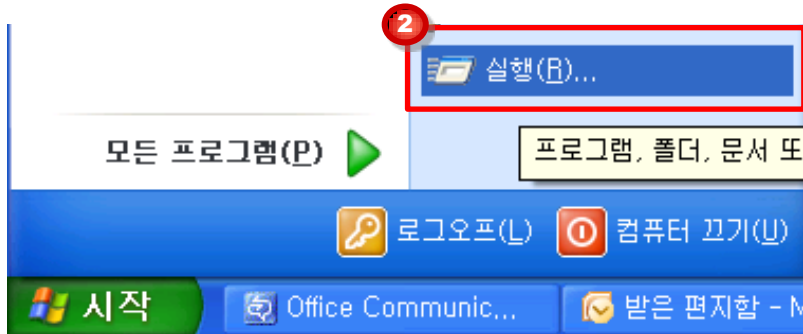 2
실행(R)...
모든 프로그램(P)
프로그램, 폴더, 문서 또
로그오프(L)
컴퓨터 끄기(U)
시작
Office Communic...
받은 편지함 - M